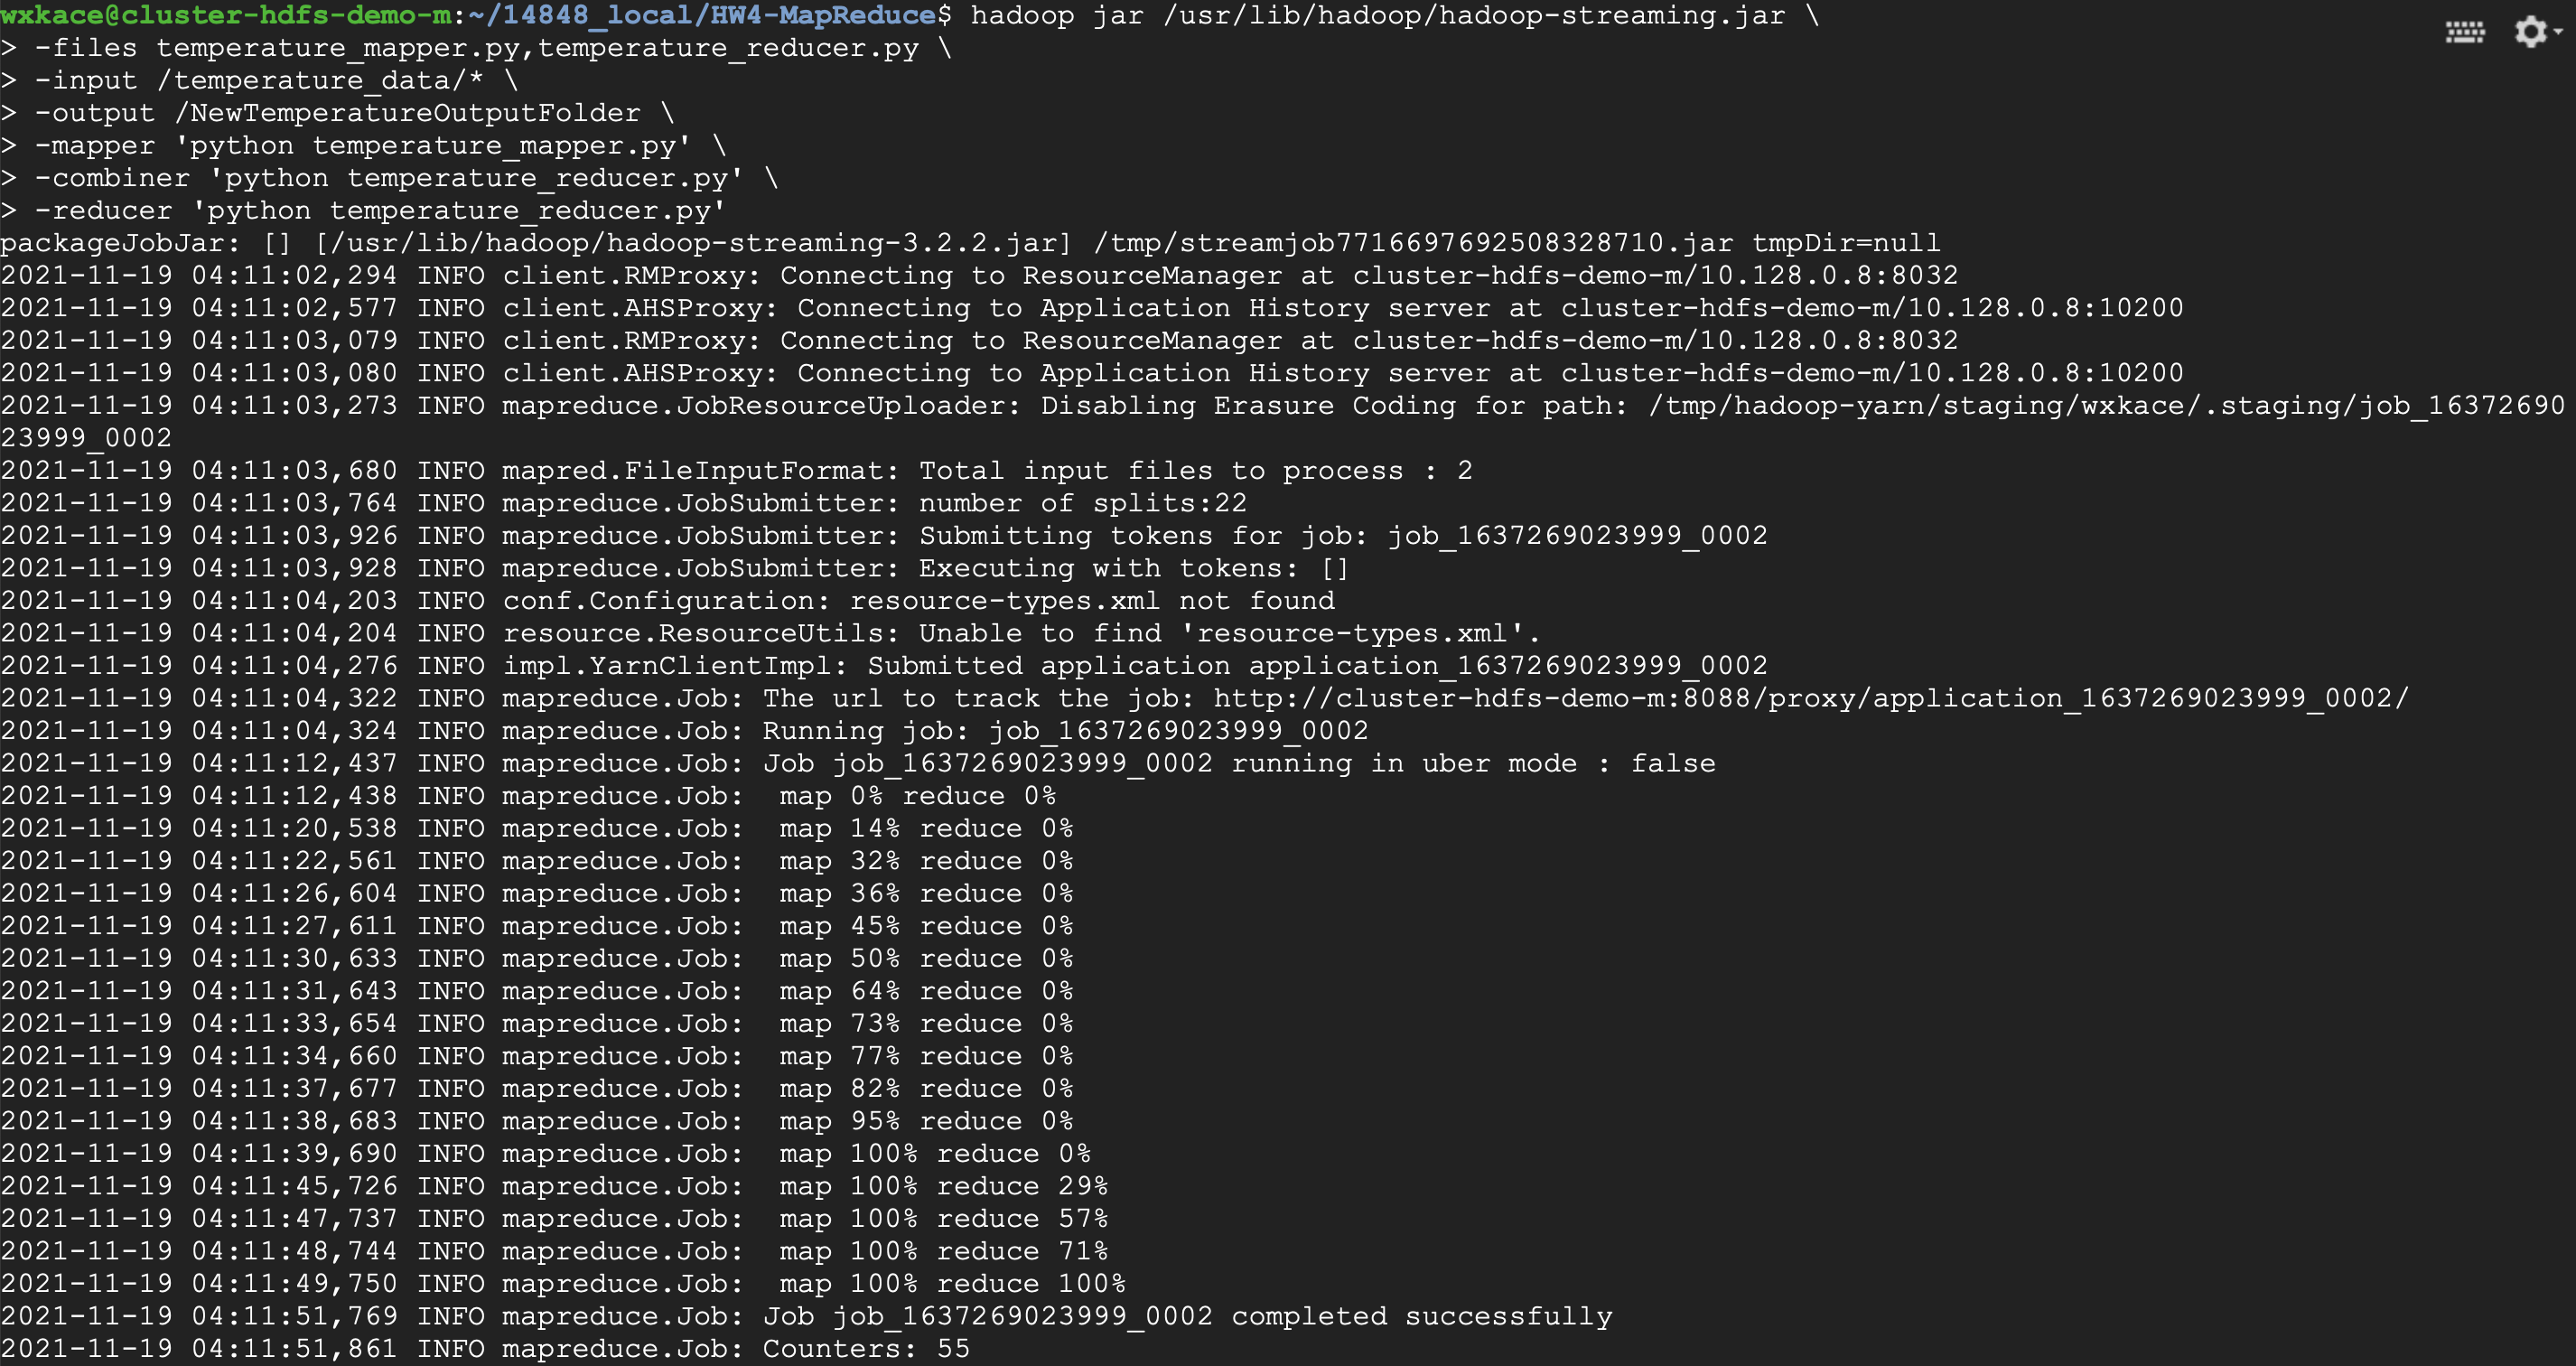 wxkace@cluster-hdfs-demo-m:~/14848_local/HW4-MapReduce$ hadoop jar /usr/lib/hadoop/hadoop-streaming.jar \
> -files temperature_mapper.py,temperature_reducer.py \
> -input /temperature_data/* \
> -output /NewTemperatureOutputFolder \
> -mapper 'python temperature_mapper.py' \
> -combiner 'python temperature_reducer.py' \
> -reducer 'python temperature_reducer.py'
packageJobJar: [] [/usr/lib/hadoop/hadoop-streaming-3.2.2.jar] /tmp/streamjob7716697692508328710.jar tmpDir=null
2021-11-19 04:11:02,294 INFO client.RMProxy: Connecting to ResourceManager at cluster-hdfs-demo-m/10.128.0.8:8032
2021-11-19 04:11:02,577 INFO client.AHSProxy: Connecting to Application History server at cluster-hdfs-demo-m/10.128.0.8:10200
2021-11-19 04:11:03,079 INFO client.RMProxy: Connecting to ResourceManager at cluster-hdfs-demo-m/10.128.0.8:8032
2021-11-19 04:11:03,080 INFO client.AHSProxy: Connecting to Application History server at cluster-hdfs-demo-m/10.128.0.8:10200
2021-11-19 04:11:03,273 INFO mapreduce.JobResourceUploader: Disabling Erasure Coding for path: /tmp/hadoop-yarn/staging/wxkace/.staging/job_16372690
23999_0002
2021-11-19 04:11:03,680 INFO mapred.FileInputFormat: Total input files to process : 2
2021-11-19 04:11:03,764 INFO mapreduce.JobSubmitter: number of splits:22
2021-11-19 04:11:03,926 INFO mapreduce.JobSubmitter: Submitting tokens for job: job_1637269023999_0002
2021-11-19 04:11:03,928 INFO mapreduce.JobSubmitter: Executing with tokens: []
2021-11-19 04:11:04,203 INFO conf.Configuration: resource-types.xml not found
2021-11-19 04:11:04,204 INFO resource.ResourceUtils: Unable to find 'resource-types.xml'.
2021-11-19 04:11:04,276 INFO impl.YarnClientImpl: Submitted application application_1637269023999_0002
2021-11-19 04:11:04,322 INFO mapreduce.Job: The url to track the job: http://cluster-hdfs-demo-m:8088/proxy/application_1637269023999_0002/
2021-11-19 04:11:04,324 INFO mapreduce.Job: Running job: job_1637269023999_0002
2021-11-19 04:11:12,437 INFO mapreduce.Job: Job job_1637269023999_0002 running in uber mode : false
2021-11-19 04:11:12,438 INFO mapreduce.Job:  map 0% reduce 0%
2021-11-19 04:11:20,538 INFO mapreduce.Job:  map 14% reduce 0%
2021-11-19 04:11:22,561 INFO mapreduce.Job:  map 32% reduce 0%
2021-11-19 04:11:26,604 INFO mapreduce.Job:  map 36% reduce 0%
2021-11-19 04:11:27,611 INFO mapreduce.Job:  map 45% reduce 0%
2021-11-19 04:11:30,633 INFO mapreduce.Job:  map 50% reduce 0%
2021-11-19 04:11:31,643 INFO mapreduce.Job:  map 64% reduce 0%
2021-11-19 04:11:33,654 INFO mapreduce.Job:  map 73% reduce 0%
2021-11-19 04:11:34,660 INFO mapreduce.Job:  map 77% reduce 0%
2021-11-19 04:11:37,677 INFO mapreduce.Job:  map 82% reduce 0%
2021-11-19 04:11:38,683 INFO mapreduce.Job:  map 95% reduce 0%
2021-11-19 04:11:39,690 INFO mapreduce.Job:  map 100% reduce 0%
2021-11-19 04:11:45,726 INFO mapreduce.Job:  map 100% reduce 29%
2021-11-19 04:11:47,737 INFO mapreduce.Job:  map 100% reduce 57%
2021-11-19 04:11:48,744 INFO mapreduce.Job:  map 100% reduce 71%
2021-11-19 04:11:49,750 INFO mapreduce.Job:  map 100% reduce 100%
2021-11-19 04:11:51,769 INFO mapreduce.Job: Job job_1637269023999_0002 completed successfully
2021-11-19 04:11:51,861 INFO mapreduce.Job: Counters: 55